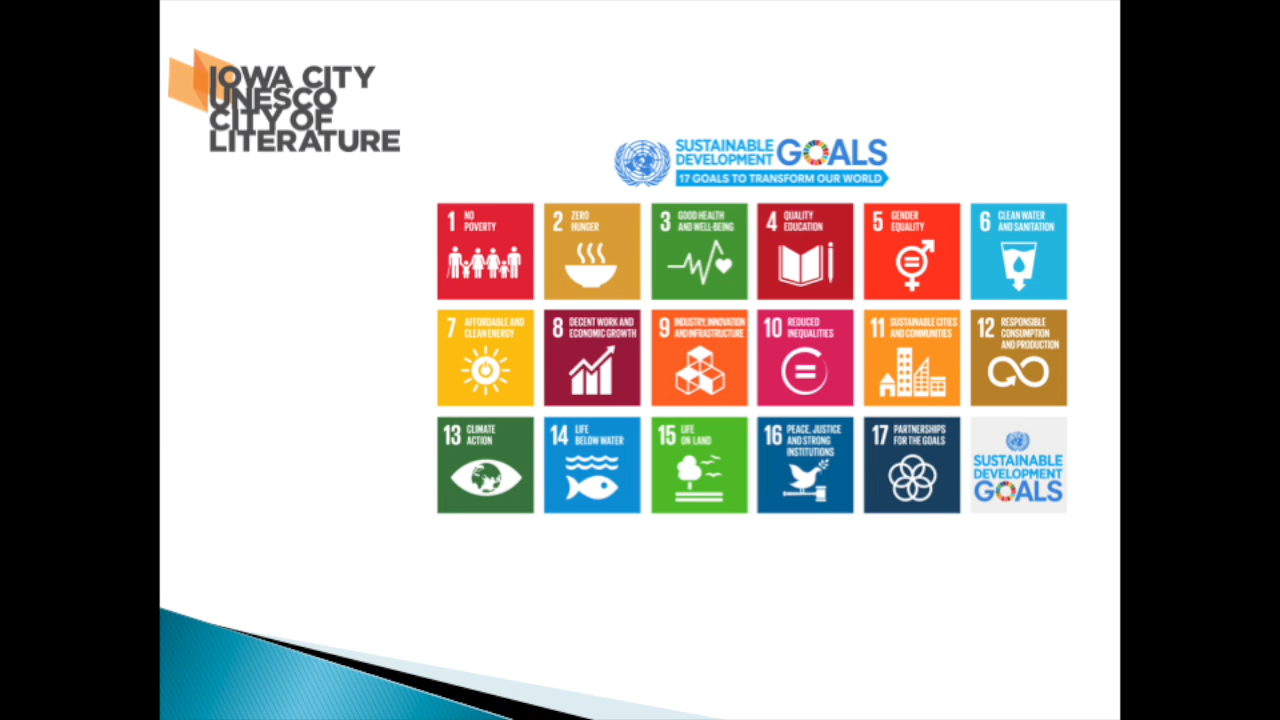 IOWA CITY
UNESCO
CITY OF
LITERATURE
SUSTAINABLE
DEVELOPMENT GOALS
17 GOALS TO TRANSFORM OUR WORLD
1 NO
POVERTY
2 ZERO
HUNGER
3 GOOD HEALTH
AND WELL-BEING
4 QUALITY
EDUCATION
5 GENDER
EQUALITY
6 CLEAN WATER
AND SANITATION
7 AFFORDABLE AND
CLEAN ENERGY
8 DECENT WORK AND
ECONOMIC GROWTH
9 INDUSTRY, INNOVATION
AND INFRASTRUCTURE
10 REDUCED
INEQUALITIES
11 SUSTAINABLE CITIES
AND COMMUNITIES
12 RESPONSIBLE
CONSUMPTION
AND PRODUCTION
13 CLIMATE
ACTION
14 LIFE
BELOW WATER
15 LIFE
ON LAND
16 PEACE, JUSTICE
AND STRONG
INSTITUTIONS
17 PARTNERSHIPS
FOR THE GOALS
SUSTAINABLE
DEVELOPMENT
GOALS